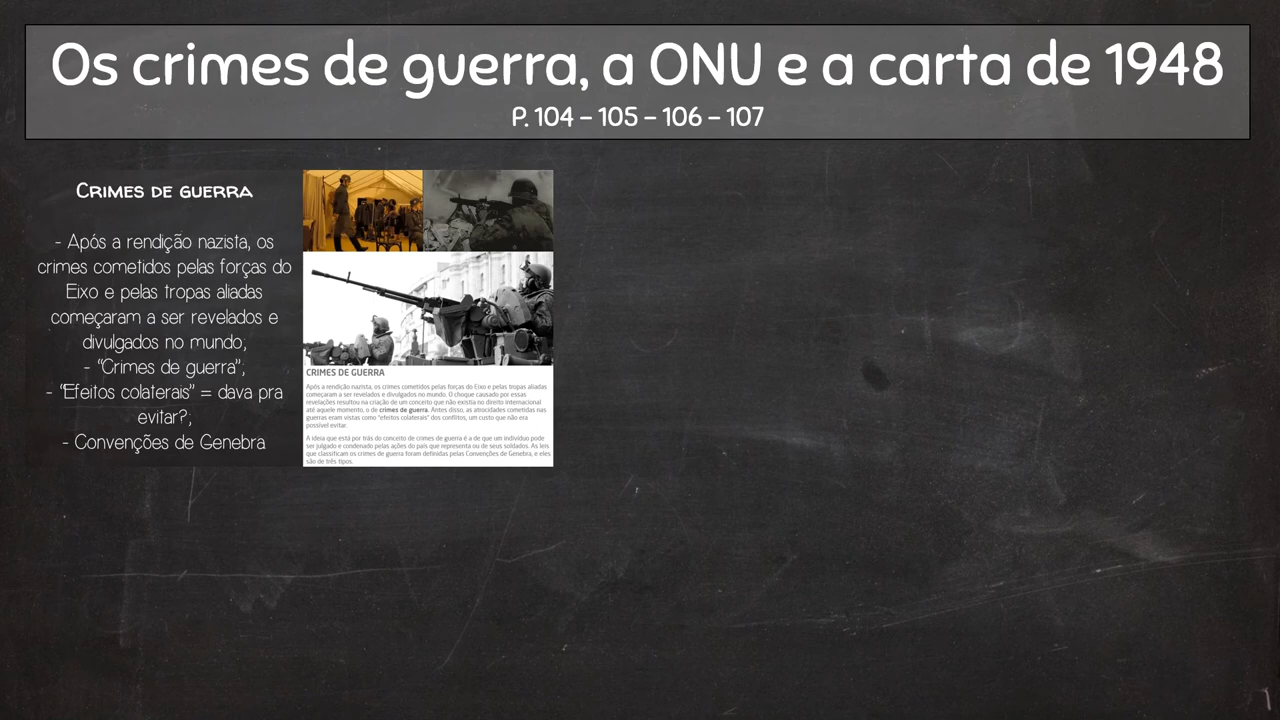 Os crimes de guerra, a ONU e a carta de 1948
P. 104 – 105 – 106 – 107
Crimes de guerra
- Após a rendição nazista, os
crimes cometidos pelas forças do
Eixo e pelas tropas aliadas
começaram a ser revelados e
divulgados no mundo;
- “Crimes de guerra”;
- “Efeitos colaterais” = dava pra
evitar?;
- Convenções de Genebra
CRIMES DE GUERRA
Após a rendição nazista, os crimes cometidos pelas forças do Eixo e pelas tropas aliadas
começaram a ser revelados e divulgados no mundo. O choque causado por essas
revelações resultou na criação de um conceito que não existia no direito internacional
até aquele momento, o de crimes de guerra. Antes disso, as atrocidades cometidas nas
guerras eram vistas como “efeitos colaterais” dos conflitos, um custo que não era
possível evitar.
A ideia que está por trás do conceito de crimes de guerra é a de que um indivíduo pode
ser julgado e condenado pelas ações do país que representa ou de seus soldados. As leis
que classificam os crimes de guerra foram definidas pelas Convenções de Genebra, e eles
são de três tipos.